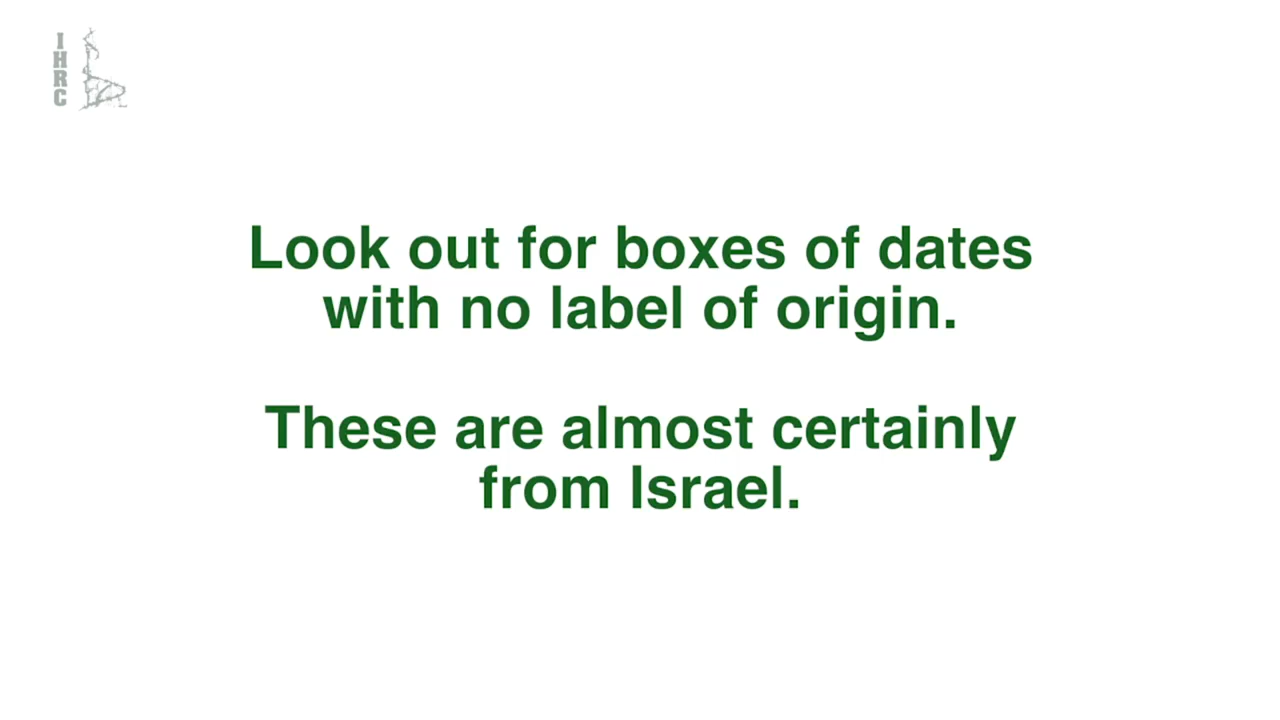 IHRC
Look out for boxes of dates
with no label of origin.
These are almost certainly
from Israel.